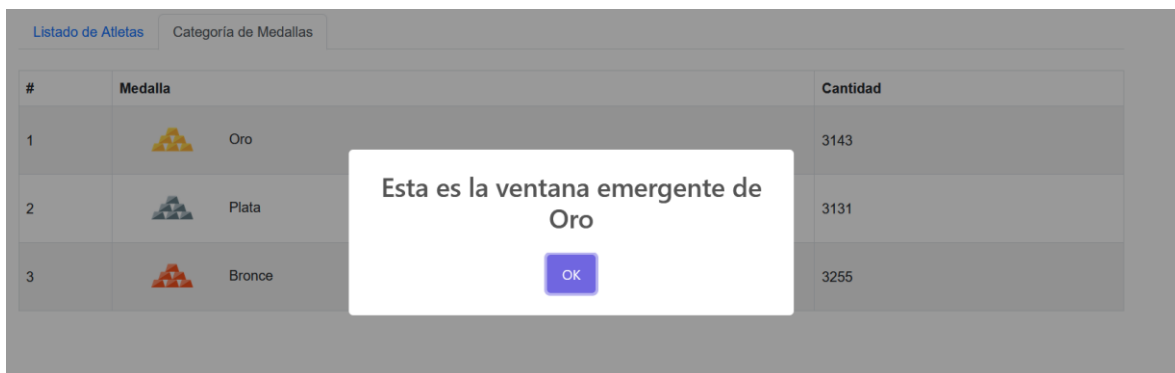 Listado de Atletas Categoría de Medallas
# Medalla Cantidad
1 Oro 3143
2 Plata 3131
3 Bronce 3255
Esta es la ventana emergente de
Oro
OK